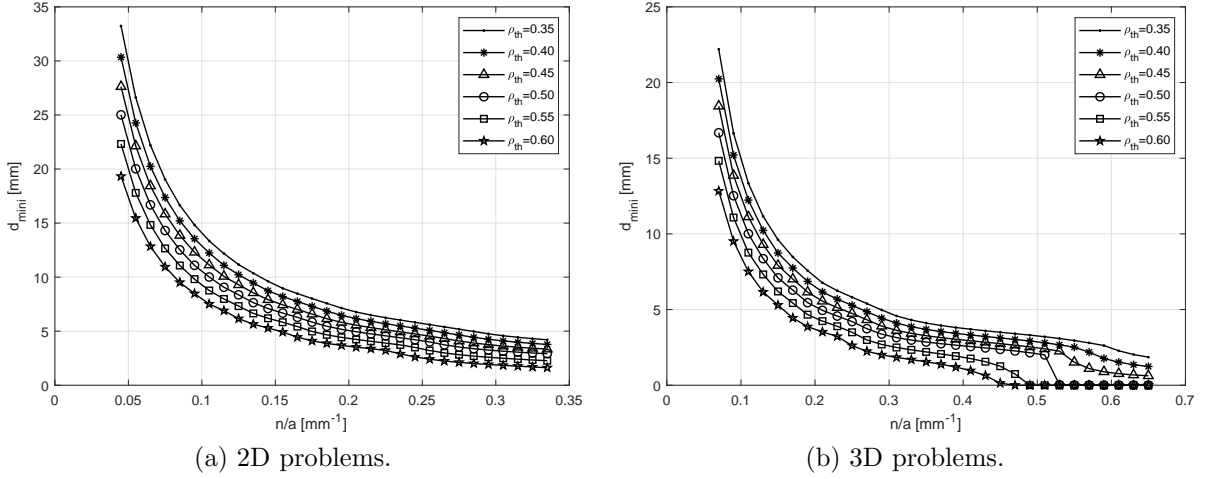 35
30
25
20
15
10
5
0
d_mini [mm]
0 0.05 0.1 0.15 0.2 0.25 0.3 0.35
n/a [mm⁻¹]
ρ_th=0.35
ρ_th=0.40
ρ_th=0.45
ρ_th=0.50
ρ_th=0.55
ρ_th=0.60
(a) 2D problems.
25
20
15
10
5
0
d_mini [mm]
0 0.1 0.2 0.3 0.4 0.5 0.6 0.7
n/a [mm⁻¹]
ρ_th=0.35
ρ_th=0.40
ρ_th=0.45
ρ_th=0.50
ρ_th=0.55
ρ_th=0.60
(b) 3D problems.